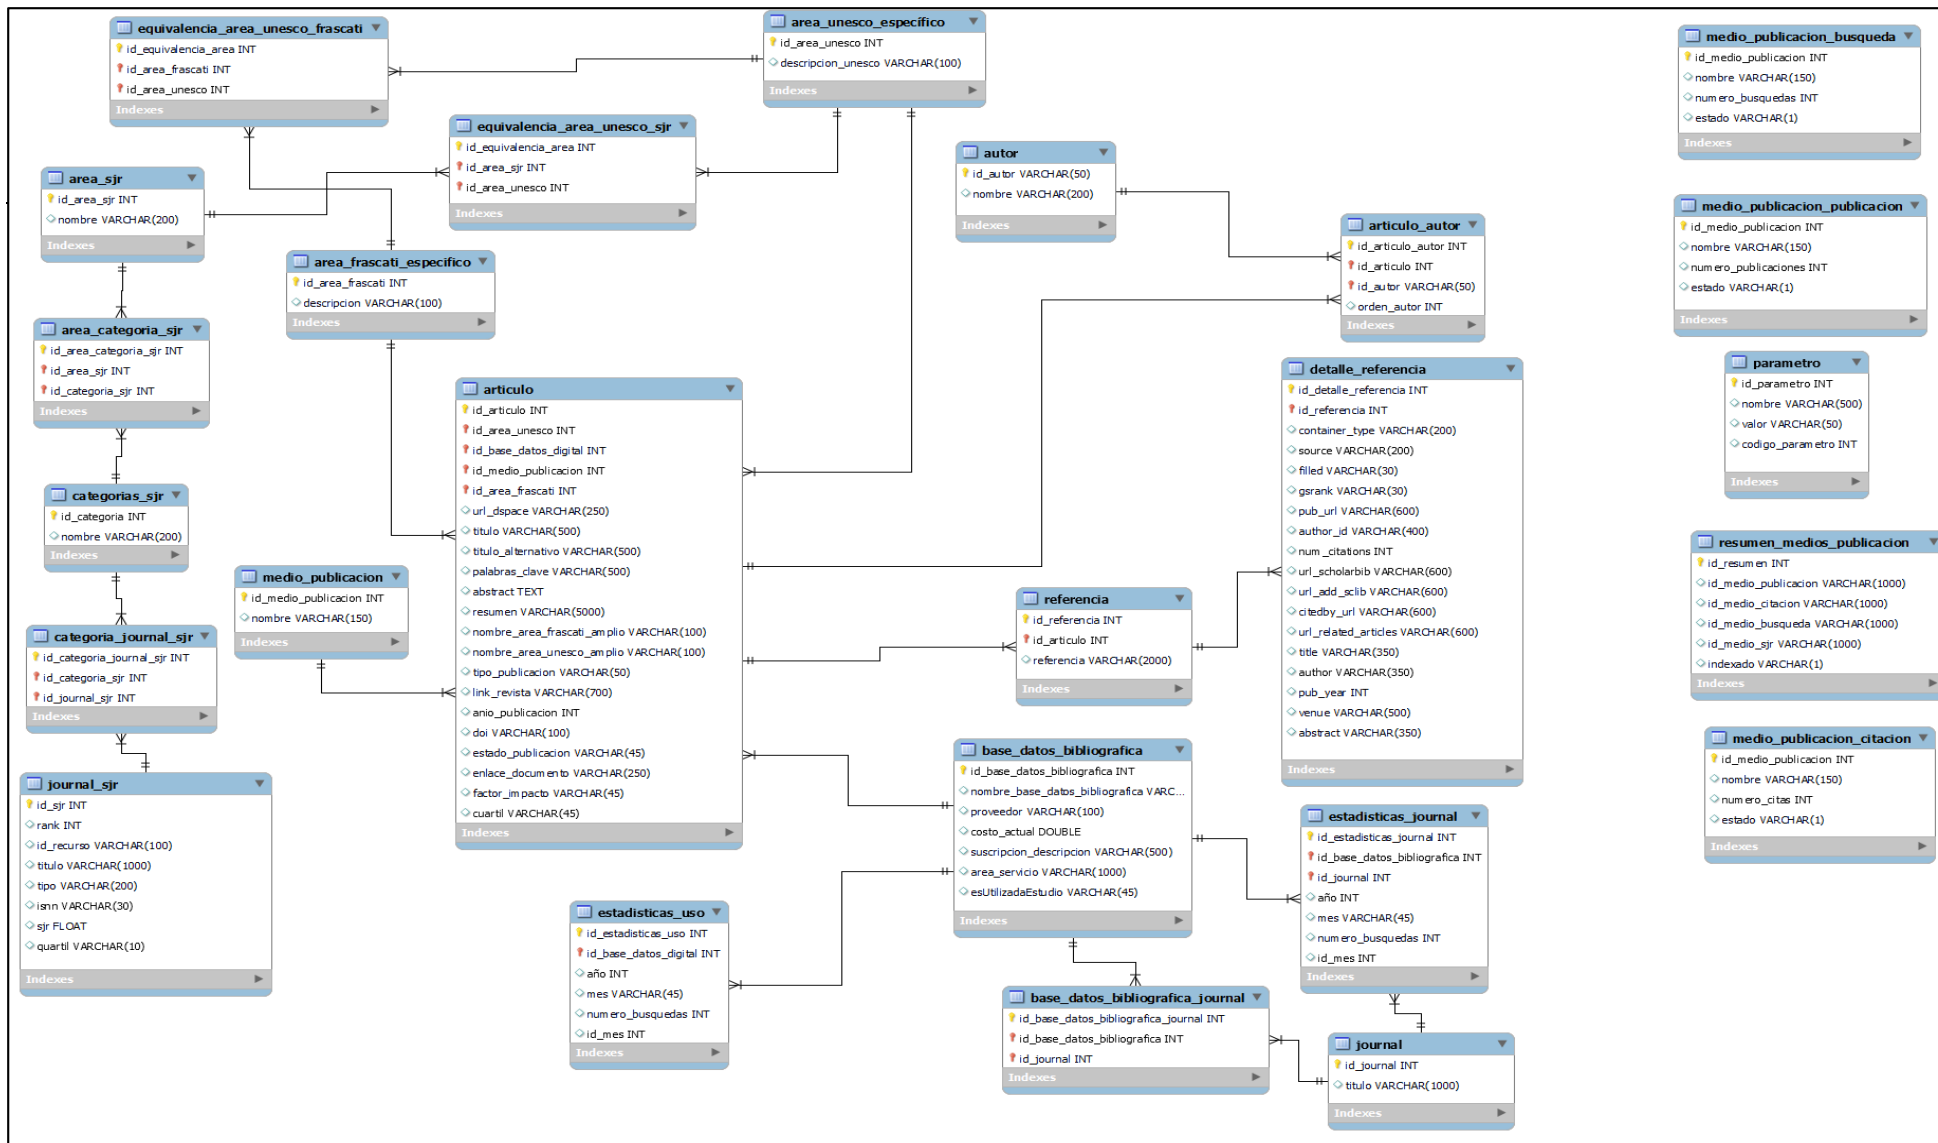 equivalencia_area_unesco_frascati
id_equivalencia_area INT
id_area_frascati INT
id_area_unesco INT
Indexes
area_unesco_específico
id_area_unesco INT
descripcion_unesco VARCHAR(100)
Indexes
equivalencia_area_unesco_sjr
id_equivalencia_area INT
id_area_sjr INT
id_area_unesco INT
Indexes
area_sjr
id_area_sjr INT
nombre VARCHAR(200)
Indexes
area_frascati_especifico
id_area_frascati INT
descripcion VARCHAR(100)
Indexes
area_categoria_sjr
id_area_categoria_sjr INT
id_area_sjr INT
id_categoria_sjr INT
Indexes
categorias_sjr
id_categoria INT
nombre VARCHAR(200)
Indexes
categoria_journal_sjr
id_categoria_journal_sjr INT
id_categoria_sjr INT
id_journal_sjr INT
Indexes
journal_sjr
id_sjr INT
rank INT
id_recurso VARCHAR(100)
titulo VARCHAR(1000)
tipo VARCHAR(200)
isnn VARCHAR(30)
sjr FLOAT
quartil VARCHAR(10)
Indexes
medio_publicacion
id_medio_publicacion INT
nombre VARCHAR(150)
Indexes
articulo
id_articulo INT
id_area_unesco INT
id_base_datos_digital INT
id_medio_publicacion INT
id_area_frascati INT
url_dspace VARCHAR(250)
titulo VARCHAR(500)
titulo_alternativo VARCHAR(500)
palabras_clave VARCHAR(500)
abstract TEXT
resumen VARCHAR(5000)
nombre_area_frascati_amplio VARCHAR(100)
nombre_area_unesco_amplio VARCHAR(100)
tipo_publicacion VARCHAR(50)
link_revista VARCHAR(700)
anio_publicacion INT
doi VARCHAR(100)
estado_publicacion VARCHAR(45)
enlace_documento VARCHAR(250)
factor_impacto VARCHAR(45)
cuartil VARCHAR(45)
Indexes
estadisticas_uso
id_estadisticas_uso INT
id_base_datos_digital INT
año INT
mes VARCHAR(45)
numero_busquedas INT
id_mes INT
Indexes
autor
id_autor VARCHAR(50)
nombre VARCHAR(200)
Indexes
articulo_autor
id_articulo_autor INT
id_articulo INT
id_autor VARCHAR(50)
orden_autor INT
Indexes
detalle_referencia
id_detalle_referencia INT
id_referencia INT
container_type VARCHAR(200)
source VARCHAR(200)
filled VARCHAR(30)
gsrank VARCHAR(30)
pub_url VARCHAR(600)
author_id VARCHAR(400)
num_citations INT
url_scholarbib VARCHAR(600)
url_add_sclib VARCHAR(600)
citedby_url VARCHAR(600)
url_related_articles VARCHAR(600)
title VARCHAR(350)
author VARCHAR(350)
pub_year INT
venue VARCHAR(500)
abstract VARCHAR(350)
Indexes
referencia
id_referencia INT
id_articulo INT
referencia VARCHAR(2000)
Indexes
base_datos_bibliografica
id_base_datos_bibliografica INT
nombre_base_datos_bibliografica VARC...
proveedor VARCHAR(100)
costo_actual DOUBLE
suscripcion_descripcion VARCHAR(500)
area_servicio VARCHAR(1000)
esUtilizadaEstudio VARCHAR(45)
Indexes
estadisticas_journal
id_estadisticas_journal INT
id_base_datos_bibliografica INT
id_journal INT
año INT
mes VARCHAR(45)
numero_busquedas INT
id_mes INT
Indexes
base_datos_bibliografica_journal
id_base_datos_bibliografica_journal INT
id_base_datos_bibliografica INT
id_journal INT
Indexes
journal
id_journal INT
titulo VARCHAR(1000)
Indexes
medio_publicacion_busqueda
id_medio_publicacion INT
nombre VARCHAR(150)
numero_busquedas INT
estado VARCHAR(1)
Indexes
medio_publicacion_publicacion
id_medio_publicacion INT
nombre VARCHAR(150)
numero_publicaciones INT
estado VARCHAR(1)
Indexes
parametro
id_parametro INT
nombre VARCHAR(500)
valor VARCHAR(50)
codigo_parametro INT
Indexes
resumen_medios_publicacion
id_resumen INT
id_medio_publicacion VARCHAR(1000)
id_medio_citacion VARCHAR(1000)
id_medio_busqueda VARCHAR(1000)
id_medio_sjr VARCHAR(1000)
indexado VARCHAR(1)
Indexes
medio_publicacion_citacion
id_medio_publicacion INT
nombre VARCHAR(150)
numero_citas INT
estado VARCHAR(1)
Indexes